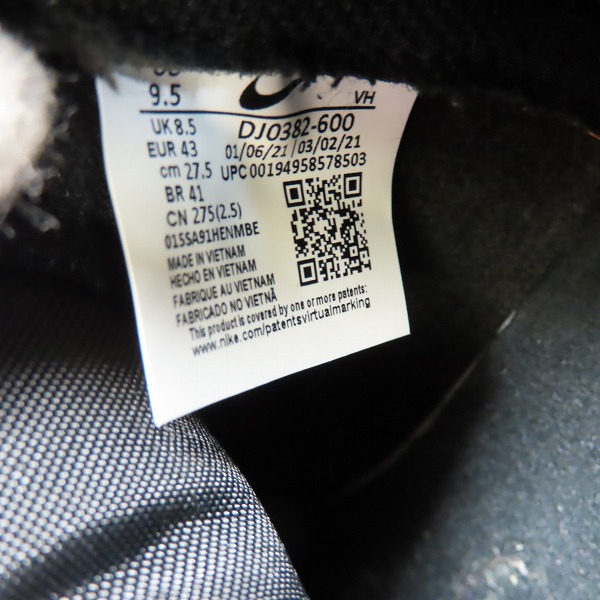 9.5
VH
UK 8.5
DJ0382-600
EUR 43
01/06/21 / 03/02/21
cm 27.5
UPC 00194958578503
BR 41
CN 275(2.5)
015SA91HENMBE
MADE IN VIETNAM
HECHO EN VIETNAM
FABRIQUE AU VIETNAM
FABRICADO NO VIETNÃ
This product is covered by one or more patents:
www.nike.com/patentsvirtualmarking